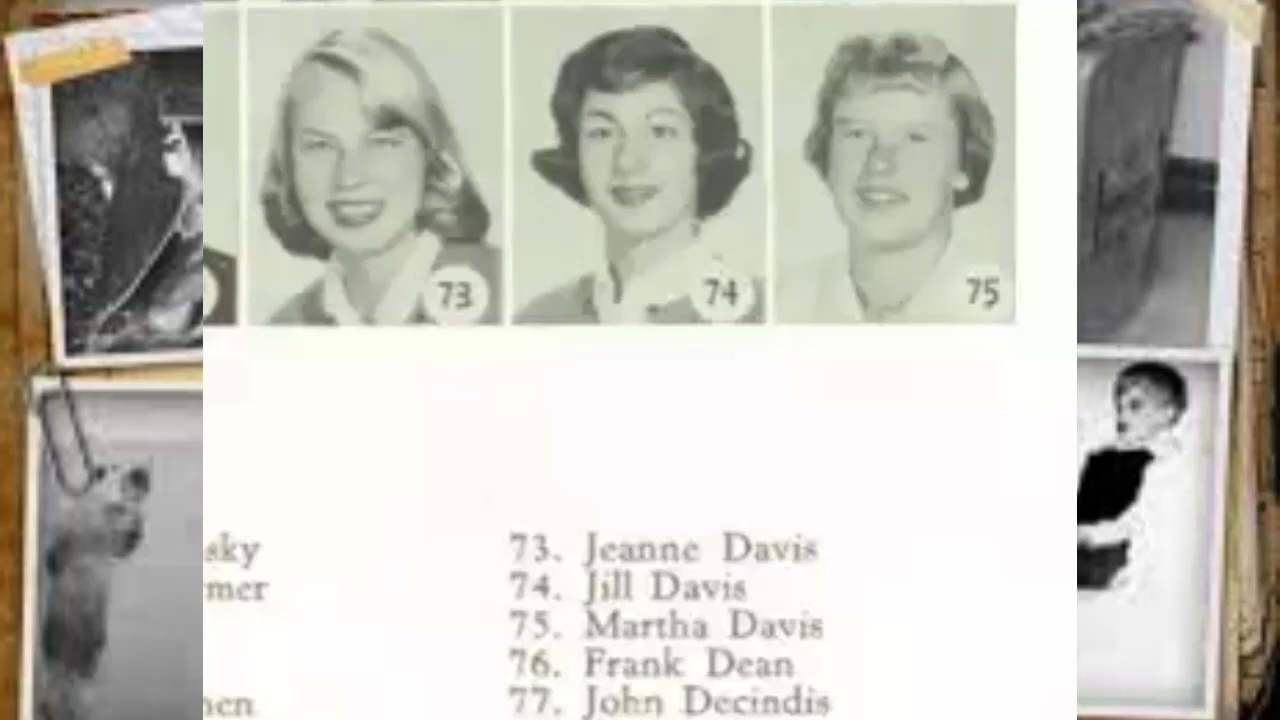 73
74
75
sky
73. Jeanne Davis
mer
74. Jill Davis
75. Martha Davis
76. Frank Dean
nen
77. John Decindis